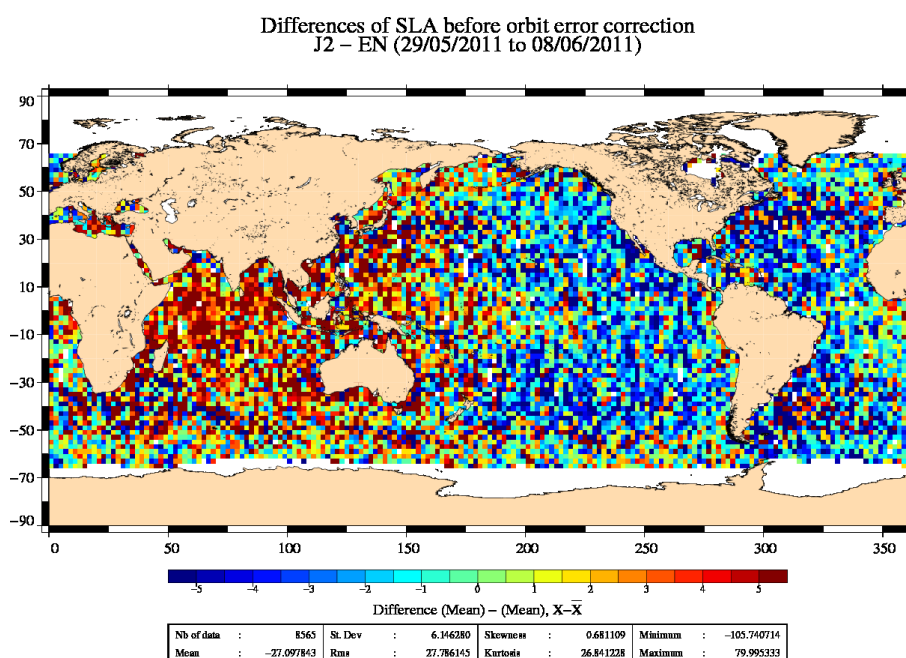 Differences of SLA before orbit error correction
J2 − EN (29/05/2011 to 08/06/2011)
90
70
50
30
10
−10
−30
−50
−70
−90
0 50 100 150 200 250 300 350
−5 −4 −3 −2 −1 0 1 2 3 4 5
Difference (Mean) − (Mean), X−X̅
Nb of data : 8565 St. Dev : 6.146280 Skewness : 0.681109 Minimum : −105.740714
Mean : −27.097843 Rms : 27.786145 Kurtosis : 26.841228 Maximum : 79.995333